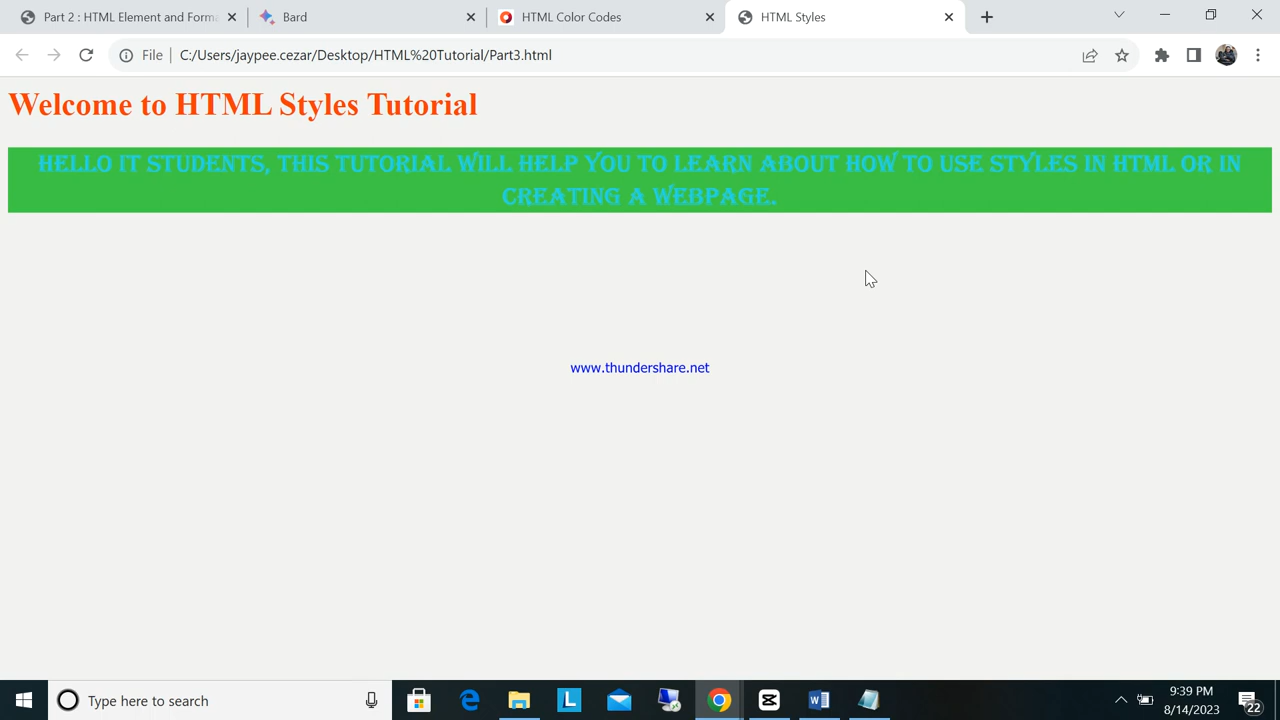 Part 2 : HTML Element and Forma
Bard
HTML Color Codes
HTML Styles
File
C:/Users/jaypee.cezar/Desktop/HTML%20Tutorial/Part3.html
Welcome to HTML Styles Tutorial
HELLO IT STUDENTS, THIS TUTORIAL WILL HELP YOU TO LEARN ABOUT HOW TO USE STYLES IN HTML OR IN
CREATING A WEBPAGE.
www.thundershare.net
Type here to search
L
W
9:39 PM
8/14/2023
22